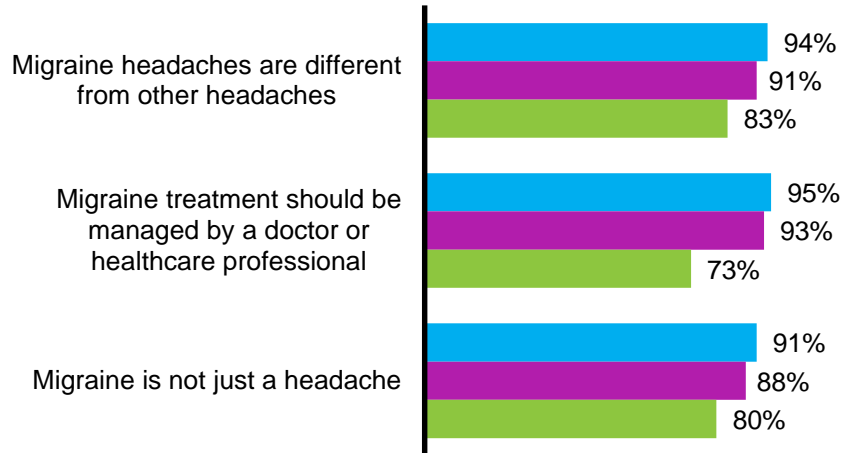 Migraine headaches are different
from other headaches
94%
91%
83%
Migraine treatment should be
managed by a doctor or
healthcare professional
95%
93%
73%
Migraine is not just a headache
91%
88%
80%